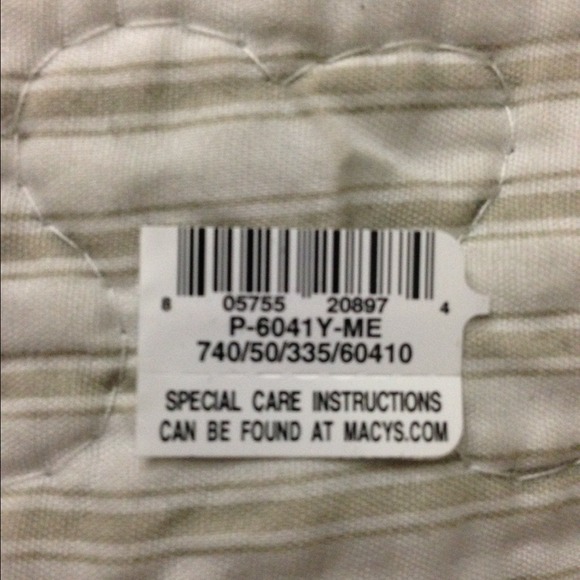 8 05755 20897 4
P-6041Y-ME
740/50/335/60410
SPECIAL CARE INSTRUCTIONS
CAN BE FOUND AT MACYS.COM